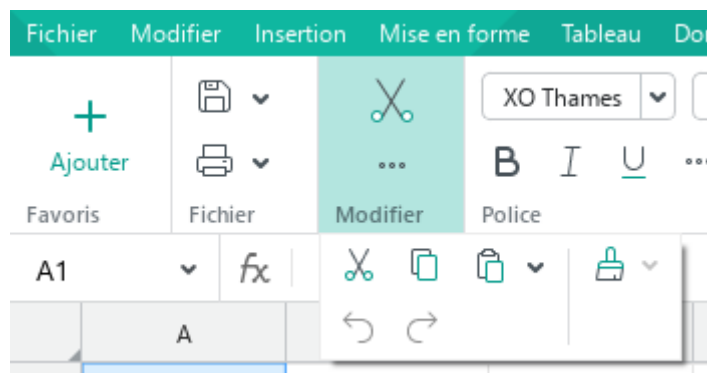 Fichier Modifier Insertion Mise en forme Tableau
XO Thames
Ajouter B I U
Favoris Fichier Modifier Police
A1 fx
A